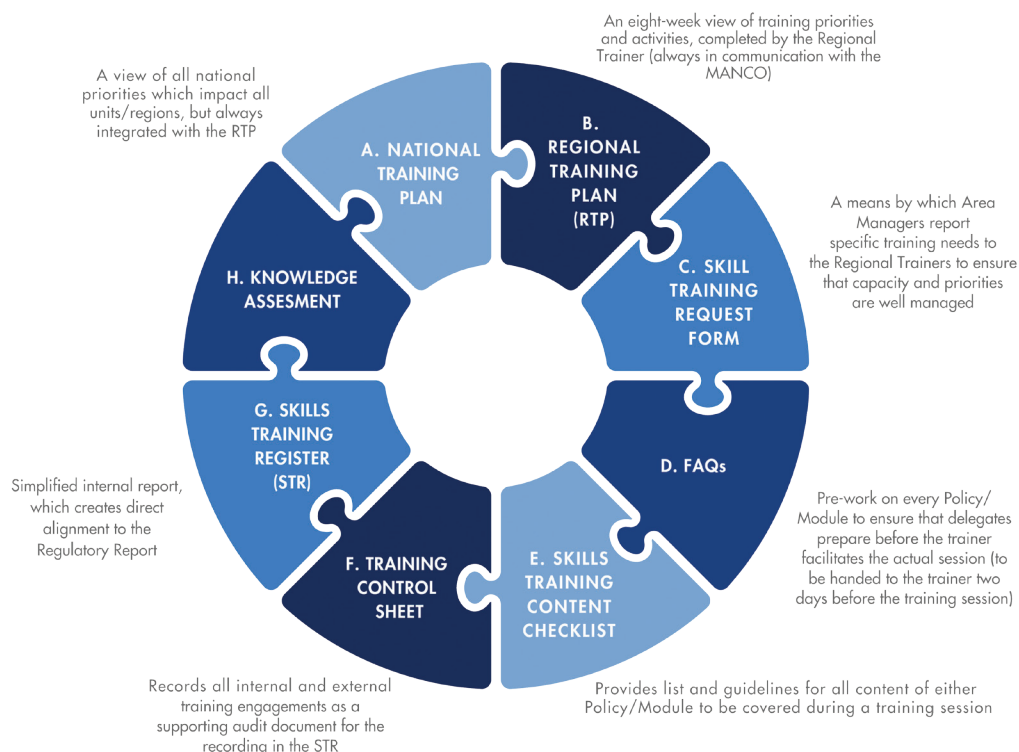 An eight-week view of training priorities
and activities, completed by the Regional
Trainer (always in communication with the
MANCO)
A view of all national
priorities which impact all
units/regions, but always
integrated with the RTP
A. NATIONAL
TRAINING
PLAN
B.
REGIONAL
TRAINING
PLAN
(RTP)
A means by which Area
Managers report
specific training needs to
the Regional Trainers to ensure
that capacity and priorities
are well managed
C. SKILL
TRAINING
REQUEST
FORM
H. KNOWLEDGE
ASSESMENT
G. SKILLS
TRAINING
REGISTER
(STR)
D. FAQs
Simplified internal report,
which creates direct
alignment to the
Regulatory Report
Pre-work on every Policy/
Module to ensure that delegates
prepare before the trainer
facilitates the actual session (to
be handed to the trainer two
days before the training session)
F. TRAINING
CONTROL
SHEET
E. SKILLS
TRAINING
CONTENT
CHECKLIST
Records all internal and external
training engagements as a
supporting audit document for the
recording in the STR
Provides list and guidelines for all content of either
Policy/Module to be covered during a training session